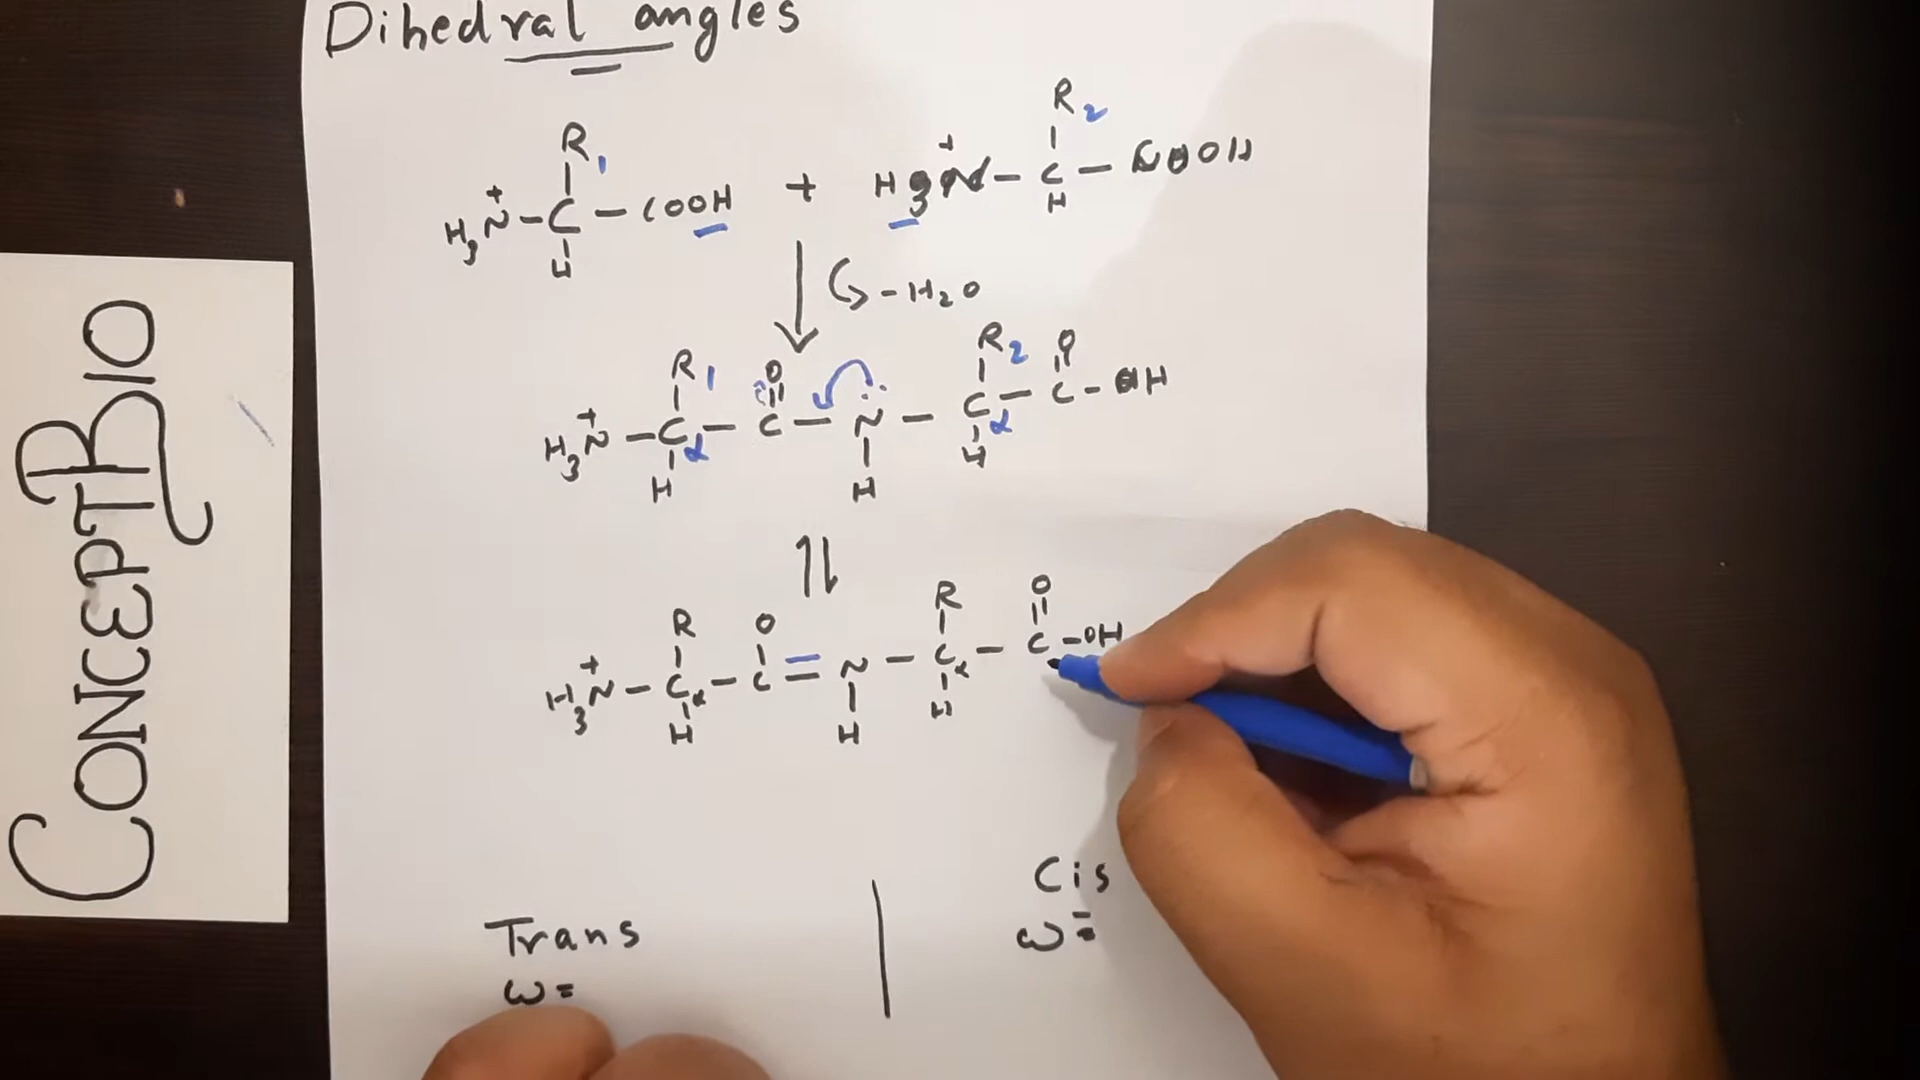 Dihedral angles
R1
H3N+ - C - COOH + H3N+ - C - COOH
H
R2
H
- H2O
R1 O R2 O
H3N+ - Cα - C - N - Cα - C - OH
H H H
R O R O
H3N+ - Cα - C = N - Cα - C - OH
H H H
Trans
ω =
Cis
ω =
CONCEPTBIO